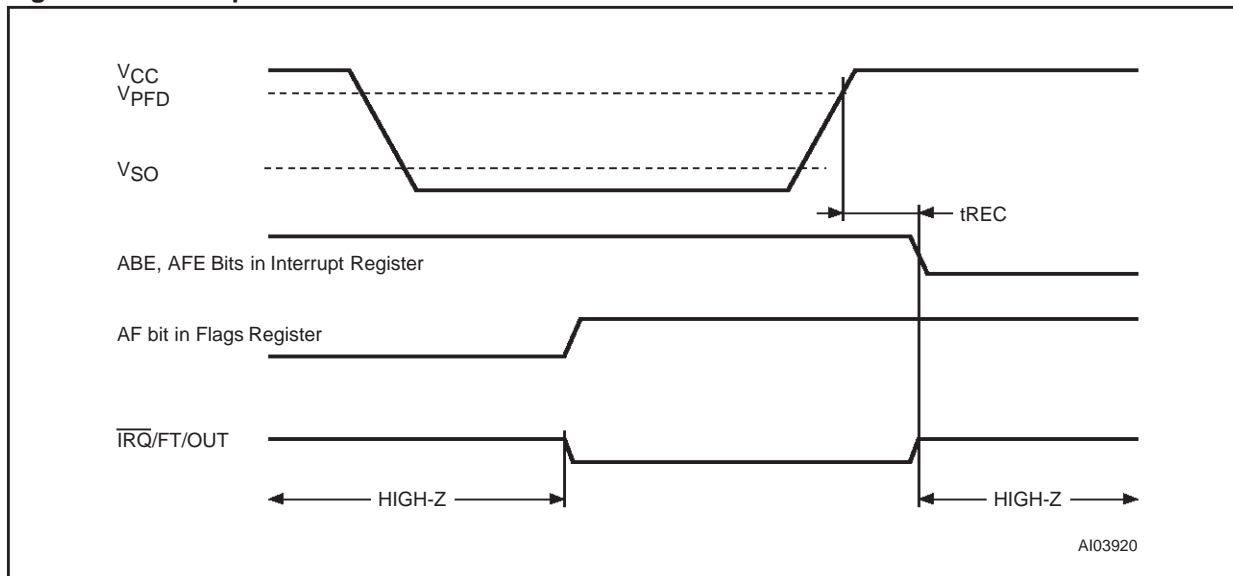 VCC
VPFD
VSO
tREC
ABE, AFE Bits in Interrupt Register
AF bit in Flags Register
IRQ/FT/OUT
HIGH-Z
HIGH-Z
AI03920